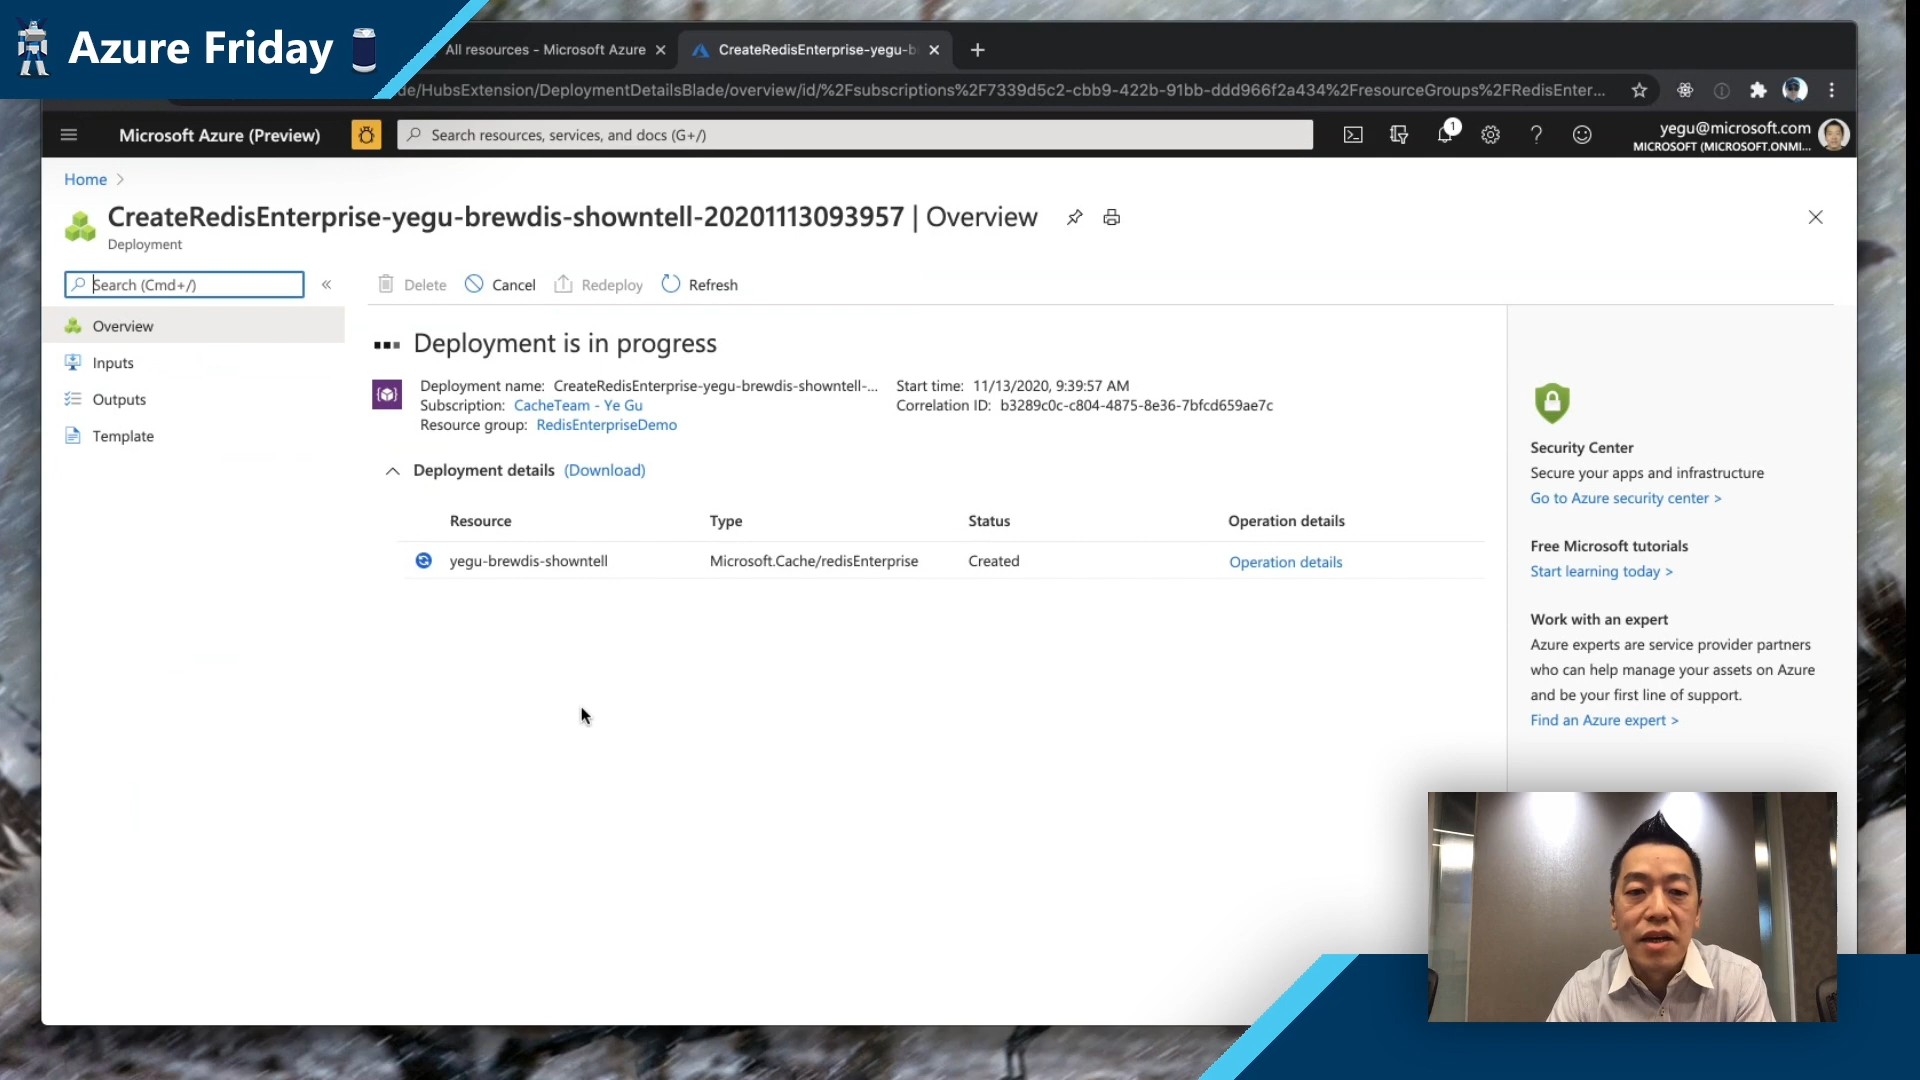 Azure Friday
All resources - Microsoft Azure
CreateRedisEnterprise-yegu-b
de/HubsExtension/DeploymentDetailsBlade/overview/id/%2Fsubscriptions%2F7339d5c2-cbb9-422b-91bb-ddd966f2a434%2FresourceGroups%2FRedisEnter...
Microsoft Azure (Preview)
Search resources, services, and docs (G+/)
1
yegu@microsoft.com
MICROSOFT (MICROSOFT.ONMI...
Home
CreateRedisEnterprise-yegu-brewdis-showntell-20201113093957 | Overview
Deployment
Search (Cmd+/)
«
Delete
Cancel
Redeploy
Refresh
Overview
Inputs
Outputs
Template
Deployment is in progress
Deployment name: CreateRedisEnterprise-yegu-brewdis-showntell-...
Start time: 11/13/2020, 9:39:57 AM
Subscription: CacheTeam - Ye Gu
Correlation ID: b3289c0c-c804-4875-8e36-7bfcd659ae7c
Resource group: RedisEnterpriseDemo
Deployment details (Download)
Resource Type Status Operation details
yegu-brewdis-showntell Microsoft.Cache/redisEnterprise Created Operation details
Security Center
Secure your apps and infrastructure
Go to Azure security center >
Free Microsoft tutorials
Start learning today >
Work with an expert
Azure experts are service provider partners
who can help manage your assets on Azure
and be your first line of support.
Find an Azure expert >